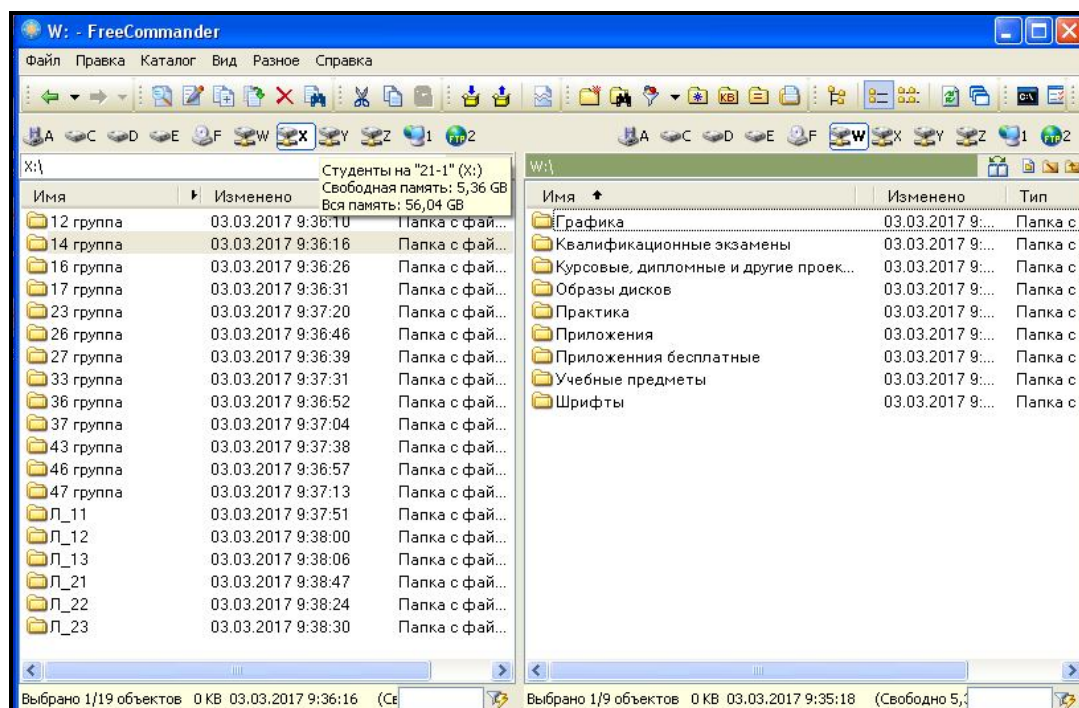 W: - FreeCommander
Файл Правка Каталог Вид Разное Справка
A C D E F W X Y Z 1 2
A C D E F W X Y Z 1 2
X:\
Студенты на "21-1" (X:)
Свободная память: 5,36 GB
Вся память: 56,04 GB
Имя Изменено
12 группа 03.03.2017 9:36:10 Папка с фай...
14 группа 03.03.2017 9:36:16 Папка с фай...
16 группа 03.03.2017 9:36:26 Папка с фай...
17 группа 03.03.2017 9:36:31 Папка с фай...
23 группа 03.03.2017 9:37:20 Папка с фай...
26 группа 03.03.2017 9:36:46 Папка с фай...
27 группа 03.03.2017 9:36:39 Папка с фай...
33 группа 03.03.2017 9:37:31 Папка с фай...
36 группа 03.03.2017 9:36:52 Папка с фай...
37 группа 03.03.2017 9:37:04 Папка с фай...
43 группа 03.03.2017 9:37:38 Папка с фай...
46 группа 03.03.2017 9:36:57 Папка с фай...
47 группа 03.03.2017 9:37:13 Папка с фай...
Л_11 03.03.2017 9:37:51 Папка с фай...
Л_12 03.03.2017 9:38:00 Папка с фай...
Л_13 03.03.2017 9:38:06 Папка с фай...
Л_21 03.03.2017 9:38:47 Папка с фай...
Л_22 03.03.2017 9:38:24 Папка с фай...
Л_23 03.03.2017 9:38:30 Папка с фай...
Выбрано 1/19 объектов 0 KB 03.03.2017 9:36:16 (Св
W:\
Имя Изменено Тип
Графика 03.03.2017 9:... Папка с
Квалификационные экзамены 03.03.2017 9:... Папка с
Курсовые, дипломные и другие проек... 03.03.2017 9:... Папка с
Образы дисков 03.03.2017 9:... Папка с
Практика 03.03.2017 9:... Папка с
Приложения 03.03.2017 9:... Папка с
Приложенния бесплатные 03.03.2017 9:... Папка с
Учебные предметы 03.03.2017 9:... Папка с
Шрифты 03.03.2017 9:... Папка с
Выбрано 1/9 объектов 0 KB 03.03.2017 9:35:18 (Свободно 5,